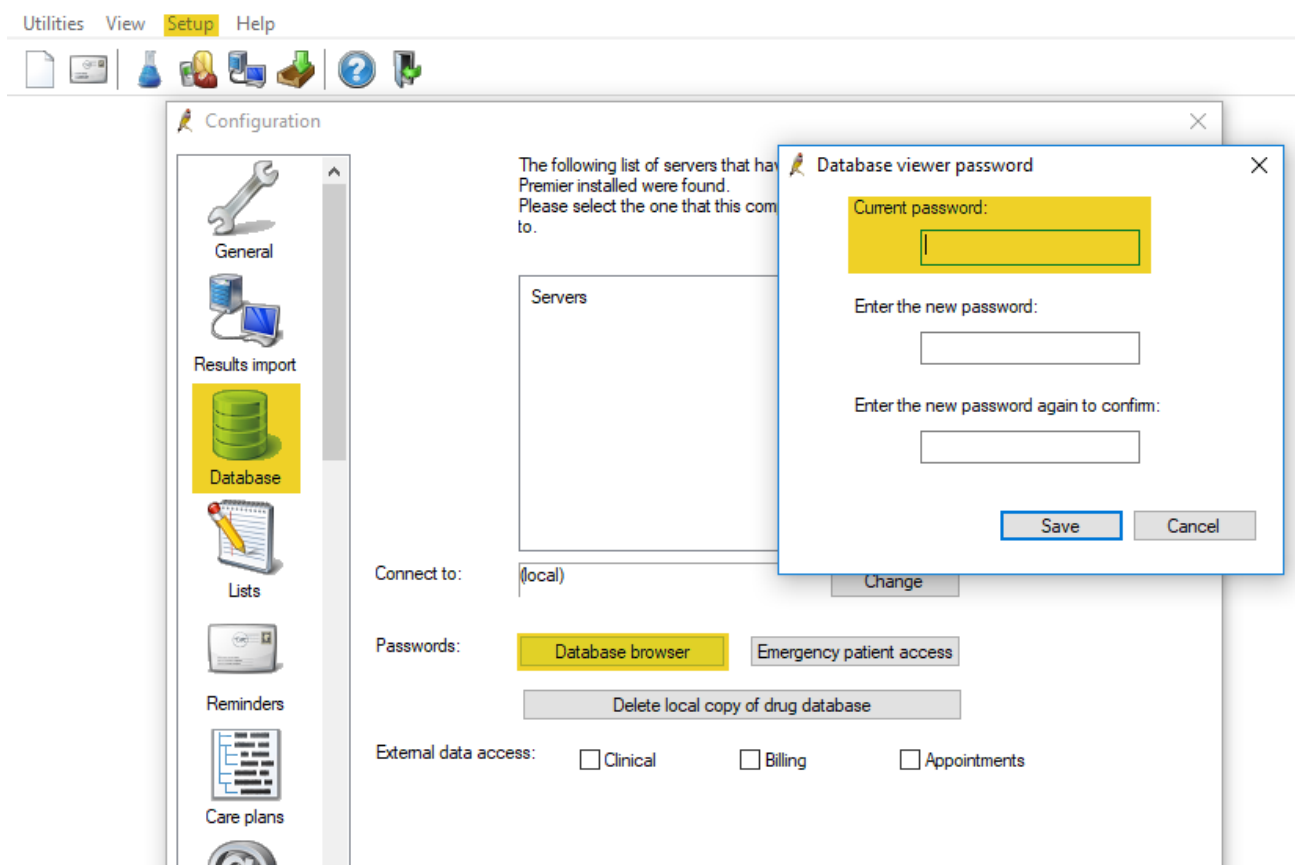 Utilities View Setup Help
Configuration
General
Results import
Database
Lists
Reminders
Care plans
The following list of servers that hav
Premier installed were found.
Please select the one that this com
to.
Servers
Connect to:
(local)
Change
Passwords:
Database browser
Emergency patient access
Delete local copy of drug database
External data access:
Clinical
Billing
Appointments
Database viewer password
Current password:
Enter the new password:
Enter the new password again to confirm:
Save
Cancel